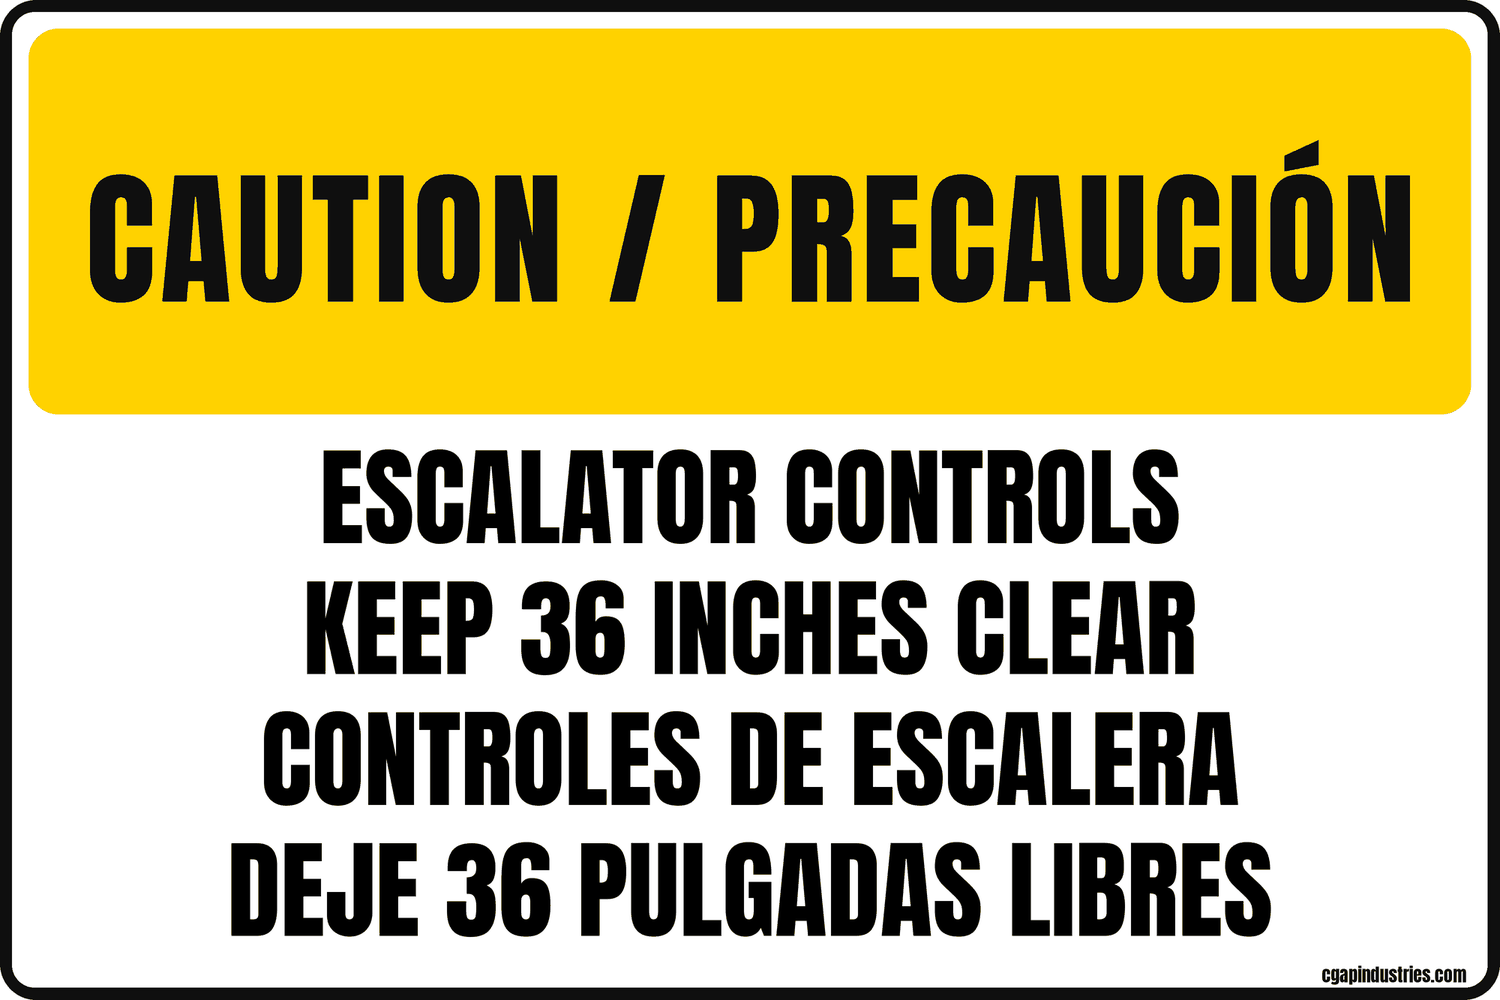 CAUTION / PRECAUCIÓN
ESCALATOR CONTROLS
KEEP 36 INCHES CLEAR
CONTROLES DE ESCALERA
DEJE 36 PULGADAS LIBRES
cgapindustries.com